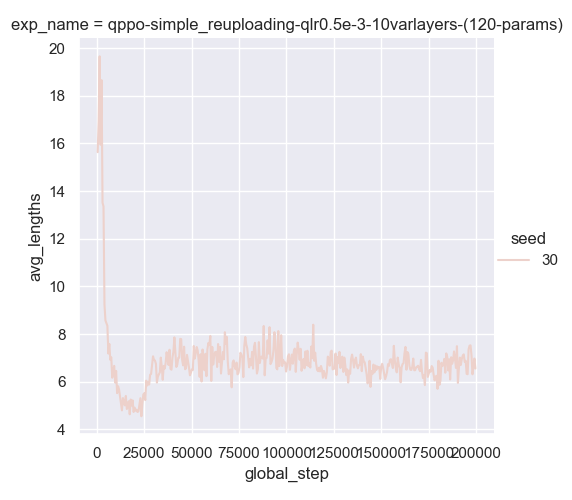 exp_name = qppo-simple_reuploading-qlr0.5e-3-10varlayers-(120-params)
20
18
16
14
12
10
8
6
4
avg_lengths
0 25000 50000 75000 100000 125000 150000 175000 200000
global_step
seed
30